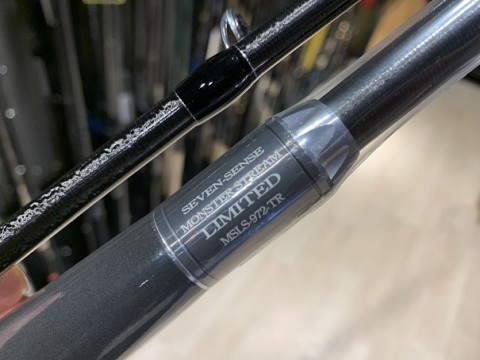 SEVEN-SENSE
MONSTER STREAM
LIMITED
MSLS-972-TR